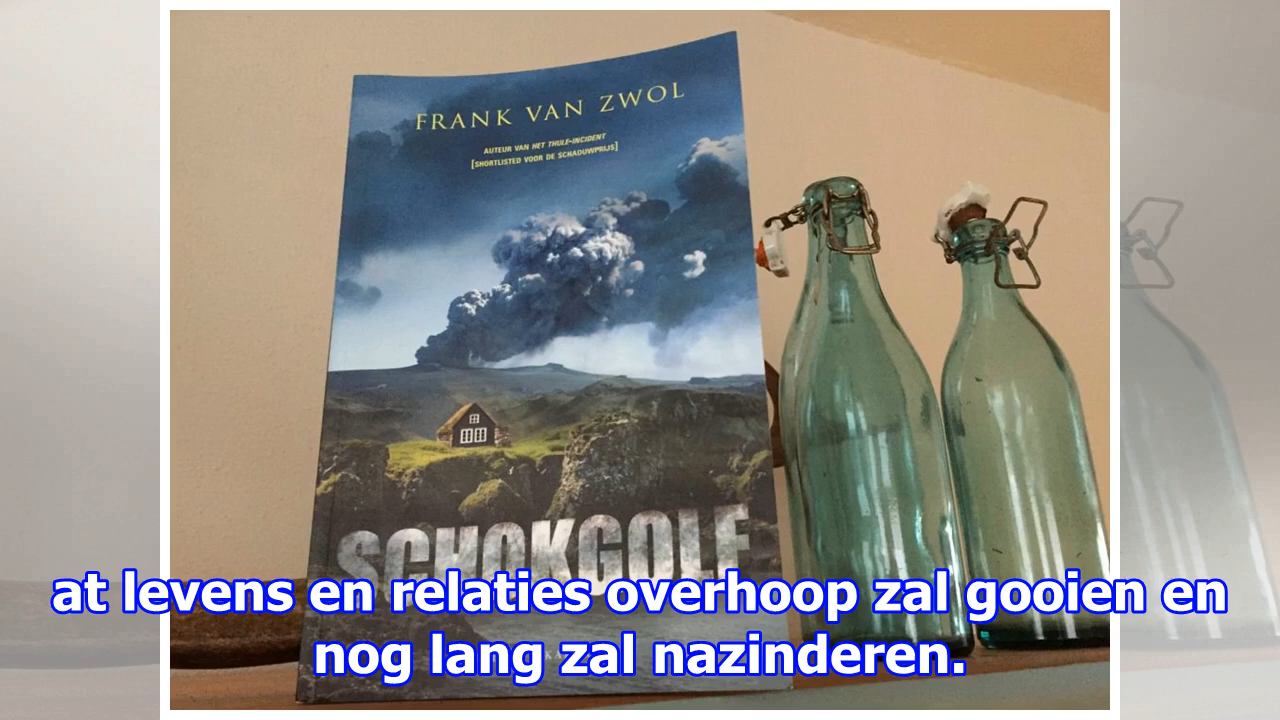 FRANK VAN ZWOL
AUTEUR VAN HET THULE-INCIDENT
[SHORTLISTED VOOR DE SCHADUWPRIJS]
SCHOKGOLF
at levens en relaties overhoop zal gooien en
nog lang zal nazinderen.